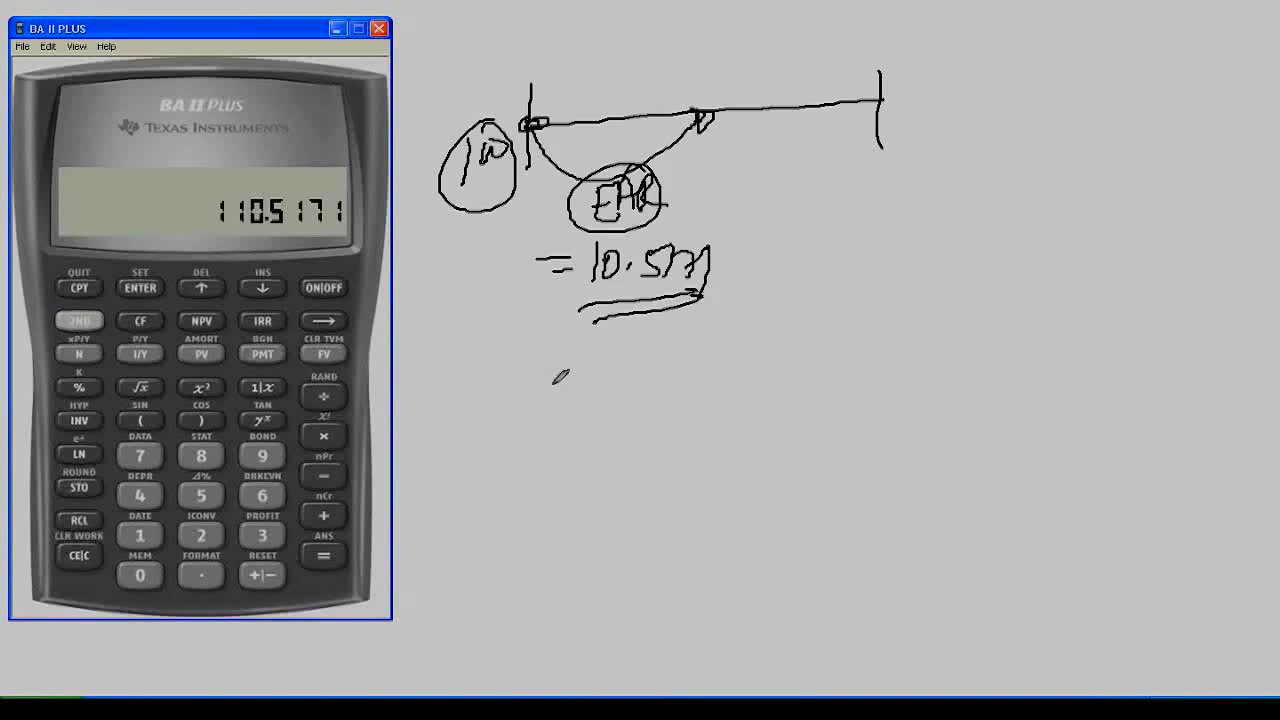 BA II PLUS
File Edit View Help
BA II PLUS
TEXAS INSTRUMENTS
110.5171
QUIT SET DEL INS
CPT ENTER ↑ ↓ ON|OFF
2ND CF NPV IRR →
xP/Y P/Y AMORT BGN CLR TVM
N I/Y PV PMT FV
K RAND
% √x x² 1|x ÷
HYP SIN COS TAN x!
INV ( ) yˣ ×
eˣ DATA STAT BOND nPr
LN 7 8 9 −
ROUND DEPR Δ% BRKEVN nCr
STO 4 5 6 +
DATE ICONV PROFIT
RCL 1 2 3
CLR WORK MEM FORMAT RESET ANS
CE|C 0 . +|− =
100
EAR
= 10.5171